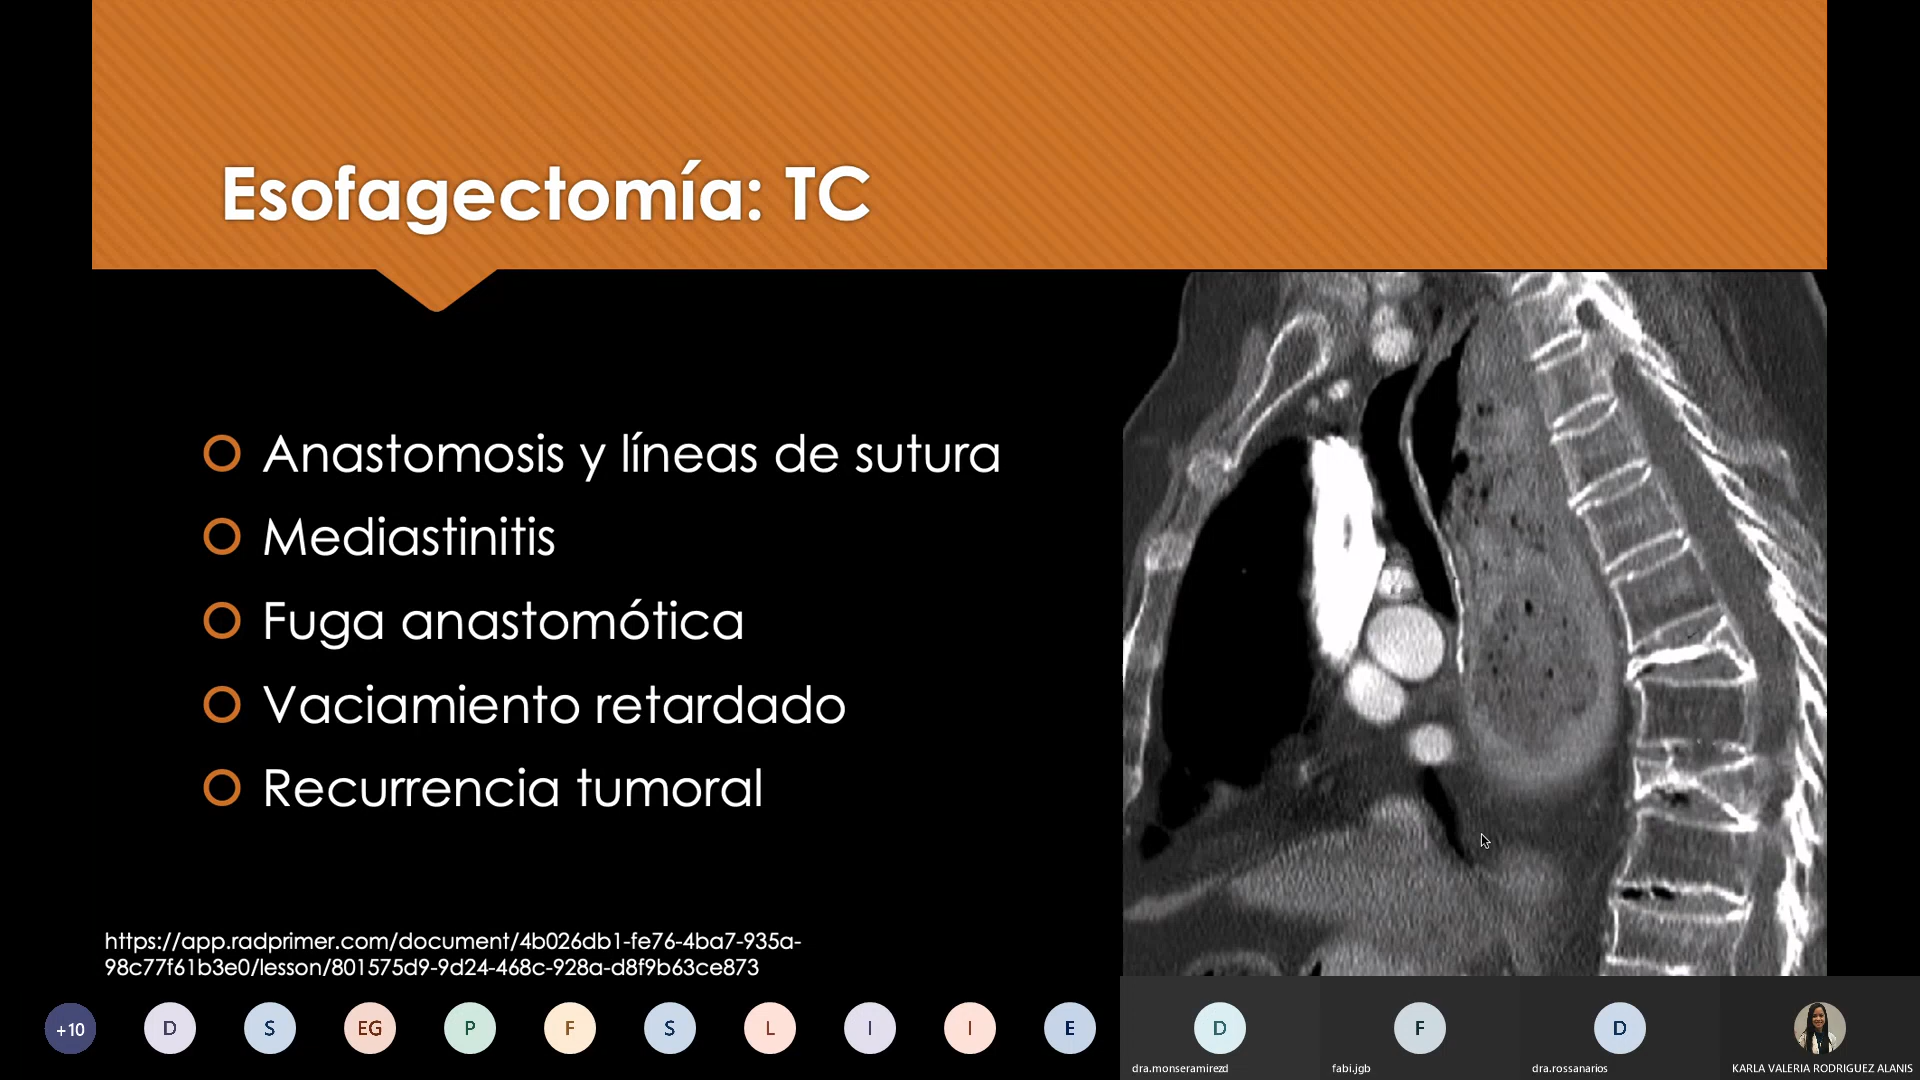 Esofagectomía: TC
Anastomosis y líneas de sutura
Mediastinitis
Fuga anastomótica
Vaciamiento retardado
Recurrencia tumoral
https://app.radprimer.com/document/4b026db1-fe76-4ba7-935a-
98c77f61b3e0/lesson/801575d9-9d24-468c-928a-d8f9b63ce873
+10 D S EG P F S L I I E D F D
dra.monseramirezd fabi.jgb dra.rossanarios KARLA VALERIA RODRIGUEZ ALANIS